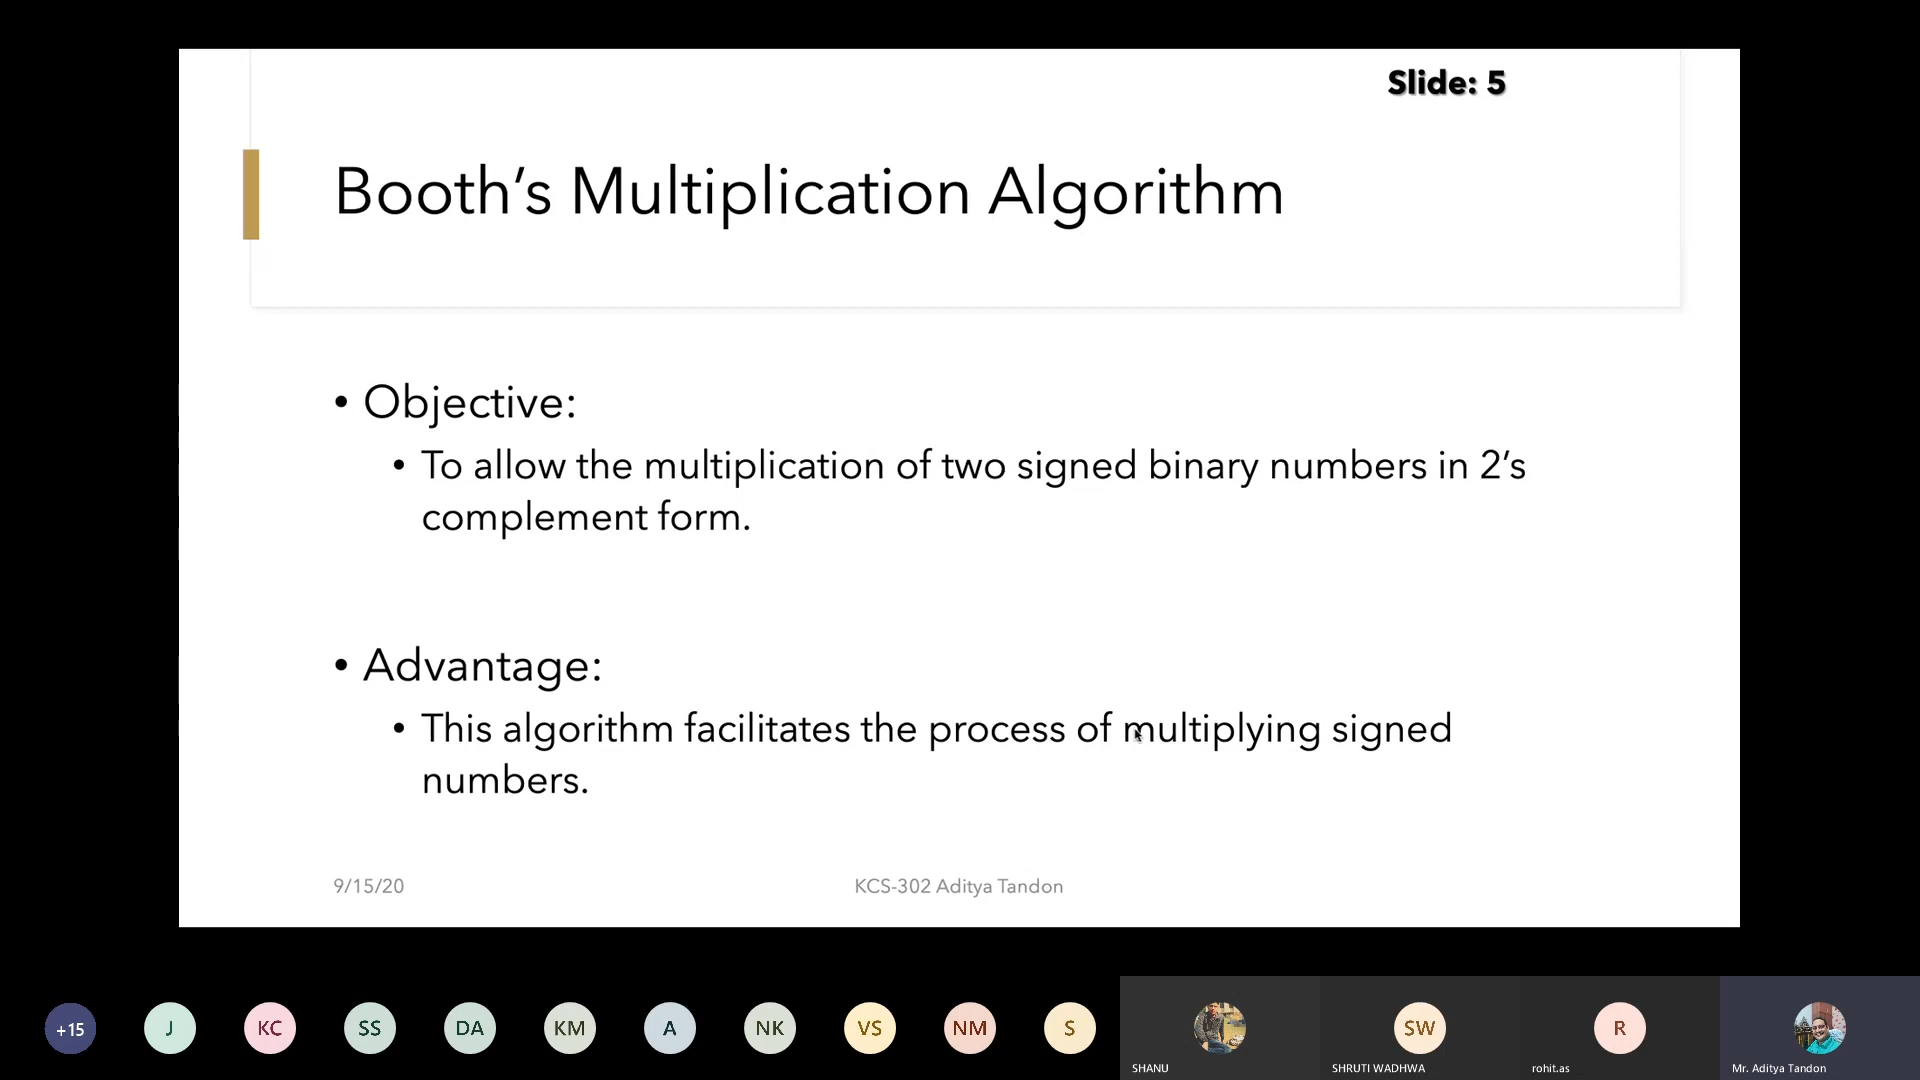 Slide: 5
Booth’s Multiplication Algorithm
• Objective:
• To allow the multiplication of two signed binary numbers in 2’s
complement form.
• Advantage:
• This algorithm facilitates the process of multiplying signed
numbers.
9/15/20
KCS-302 Aditya Tandon
+15
J
KC
SS
DA
KM
A
NK
VS
NM
S
SW
R
SHANU
SHRUTI WADHWA
rohit.as
Mr. Aditya Tandon